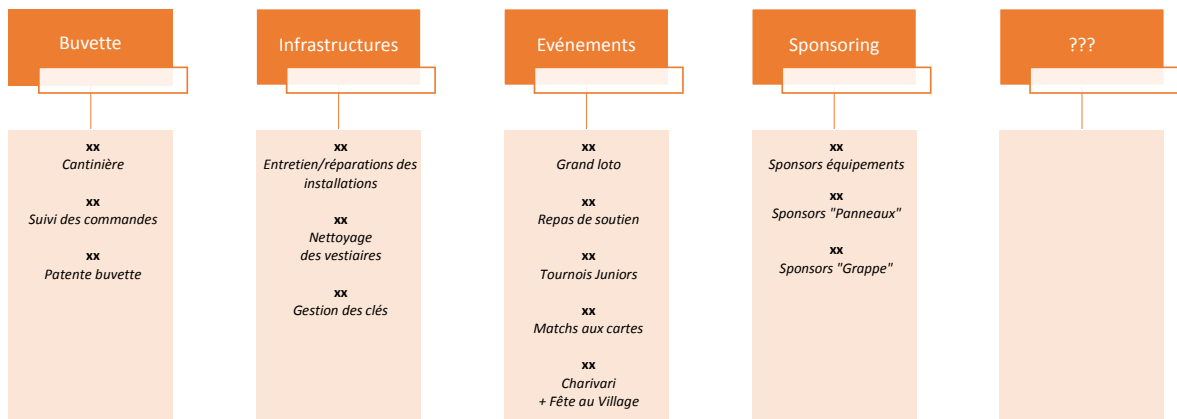 Buvette
xx
Cantinière
xx
Suivi des commandes
xx
Patente buvette
Infrastructures
xx
Entretien/réparations des
installations
xx
Nettoyage
des vestiaires
xx
Gestion des clés
Evénements
xx
Grand loto
xx
Repas de soutien
xx
Tournois Juniors
xx
Matchs aux cartes
xx
Charivari
+ Fête au Village
Sponsoring
xx
Sponsors équipements
xx
Sponsors "Panneaux"
xx
Sponsors "Grappe"
???